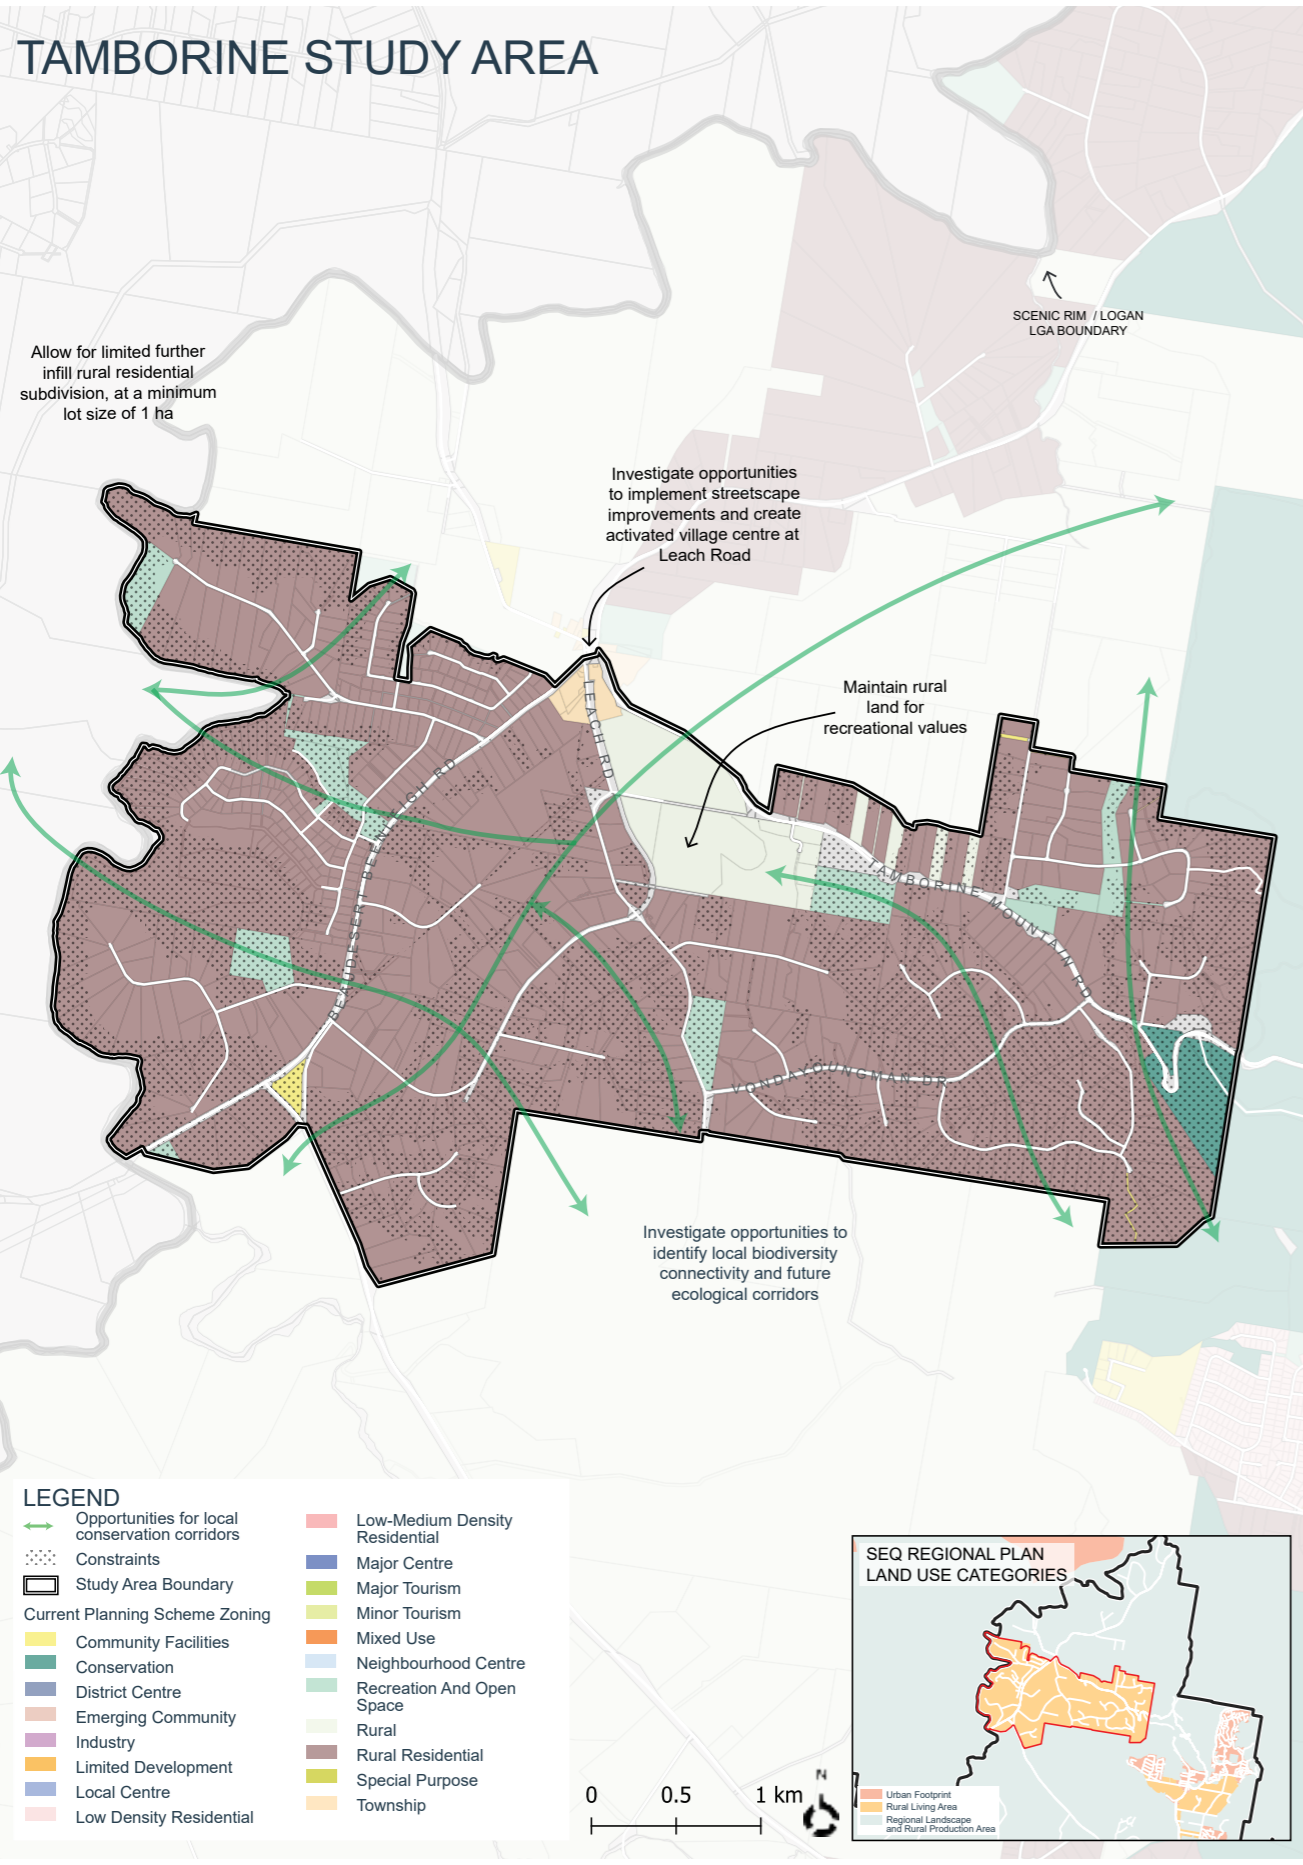 TAMBORINE STUDY AREA
SCENIC RIM / LOGAN
LGA BOUNDARY
Allow for limited further
infill rural residential
subdivision, at a minimum
lot size of 1 ha
Investigate opportunities
to implement streetscape
improvements and create
activated village centre at
Leach Road
Maintain rural
land for
recreational values
LEACH RD
BEAUDESERT BEENLEIGH RD
TAMBORINE MOUNTAIN RD
VONDA YOUNGMAN DR
Investigate opportunities to
identify local biodiversity
connectivity and future
ecological corridors
LEGEND
Opportunities for local
conservation corridors
Constraints
Study Area Boundary
Current Planning Scheme Zoning
Community Facilities
Conservation
District Centre
Emerging Community
Industry
Limited Development
Local Centre
Low Density Residential
Low-Medium Density
Residential
Major Centre
Major Tourism
Minor Tourism
Mixed Use
Neighbourhood Centre
Recreation And Open
Space
Rural
Rural Residential
Special Purpose
Township
0 0.5 1 km
N
SEQ REGIONAL PLAN
LAND USE CATEGORIES
Urban Footprint
Rural Living Area
Regional Landscape
and Rural Production Area